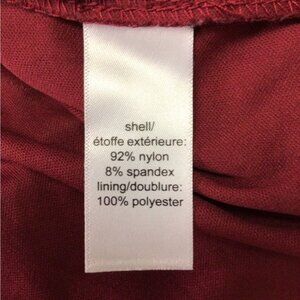 shell/
étoffe extérieure:
92% nylon
8% spandex
lining/doublure:
100% polyester